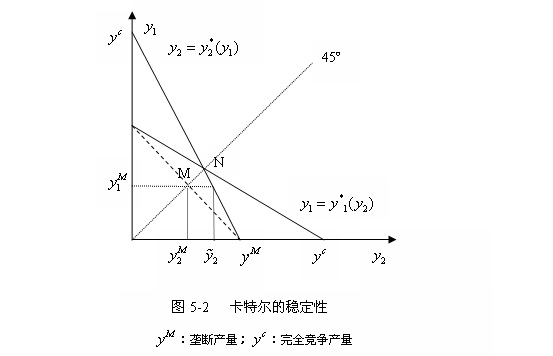 y^c y_1
y_2 = y_2^*(y_1)
45°
N
M
y_1^M
y_1 = y^*_1(y_2)
y_2^M ỹ_2 y^M y^c y_2
图 5-2 卡特尔的稳定性
y^M：垄断产量；y^c：完全竞争产量